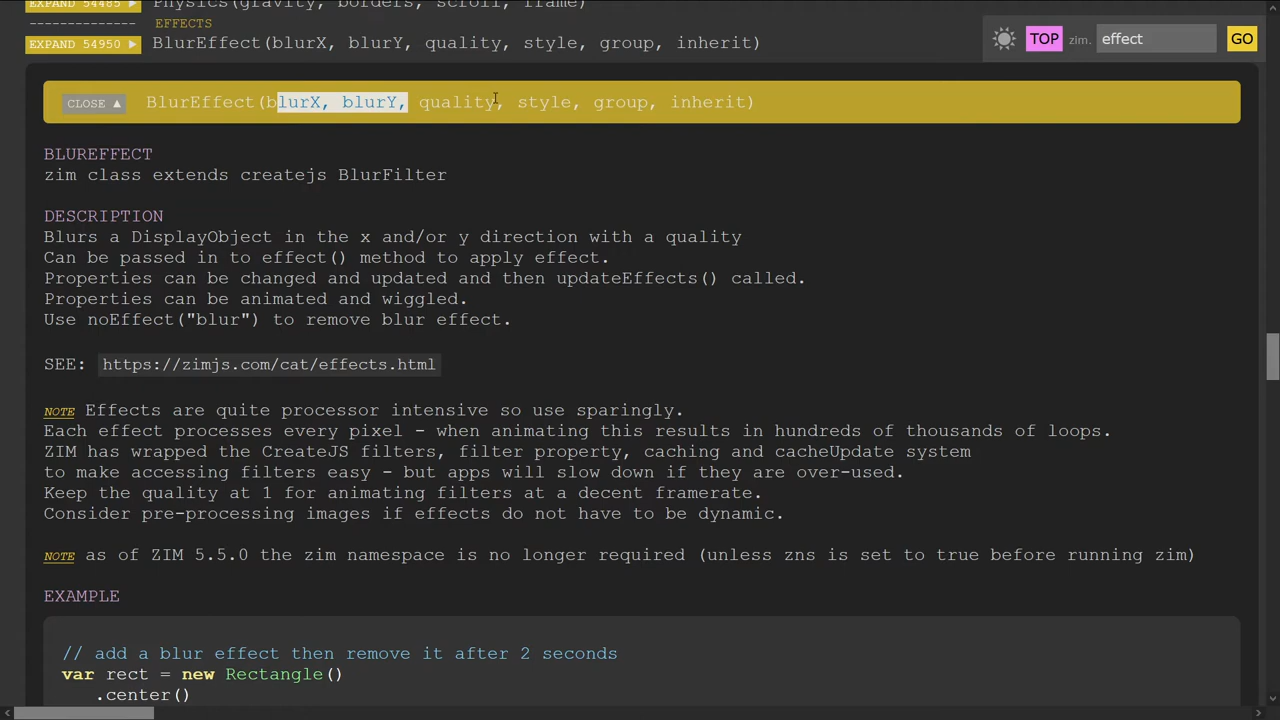 EXPAND 54485 ▶ Physics(gravity, borders, scroll, frame)
-------------- EFFECTS
EXPAND 54950 ▶ BlurEffect(blurX, blurY, quality, style, group, inherit)
TOP zim. effect GO
CLOSE ▲ BlurEffect(blurX, blurY, quality, style, group, inherit)
BLUREFFECT
zim class extends createjs BlurFilter
DESCRIPTION
Blurs a DisplayObject in the x and/or y direction with a quality
Can be passed in to effect() method to apply effect.
Properties can be changed and updated and then updateEffects() called.
Properties can be animated and wiggled.
Use noEffect("blur") to remove blur effect.
SEE: https://zimjs.com/cat/effects.html
NOTE Effects are quite processor intensive so use sparingly.
Each effect processes every pixel - when animating this results in hundreds of thousands of loops.
ZIM has wrapped the CreateJS filters, filter property, caching and cacheUpdate system
to make accessing filters easy - but apps will slow down if they are over-used.
Keep the quality at 1 for animating filters at a decent framerate.
Consider pre-processing images if effects do not have to be dynamic.
NOTE as of ZIM 5.5.0 the zim namespace is no longer required (unless zns is set to true before running zim)
EXAMPLE
// add a blur effect then remove it after 2 seconds
var rect = new Rectangle()
.center()